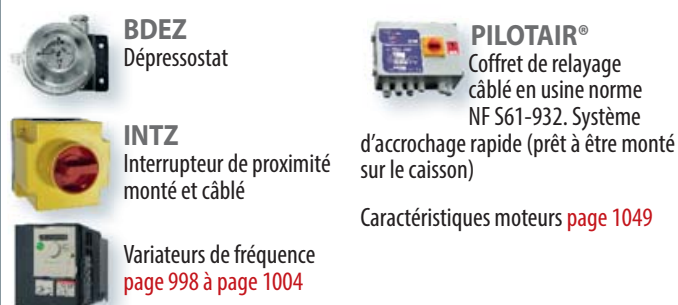 BDEZ
Dépressostat
INTZ
Interrupteur de proximité
monté et câblé
Variateurs de fréquence
page 998 à page 1004
PILOTAIR®
Coffret de relayage
câblé en usine norme
NF S61-932. Système
d'accrochage rapide (prêt à être monté
sur le caisson)
Caractéristiques moteurs page 1049